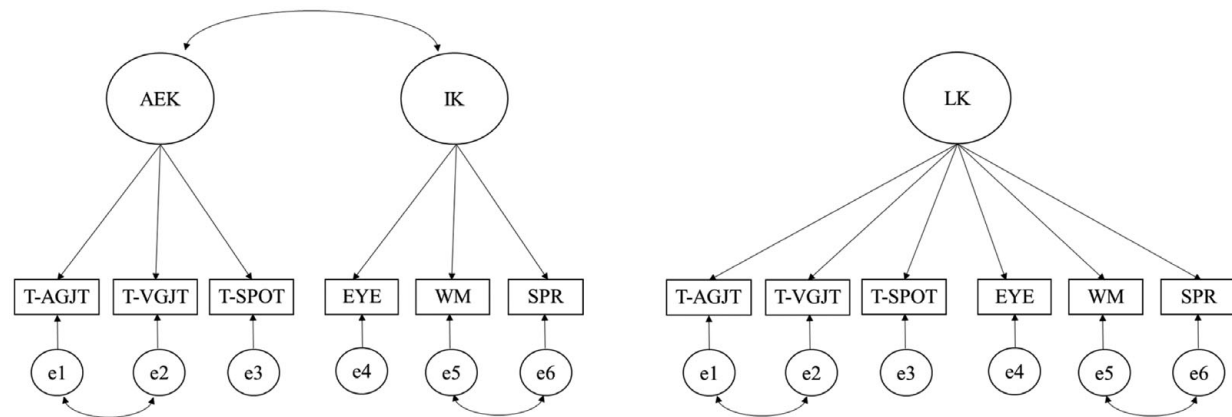 AEK IK LK
T-AGJT T-VGJT T-SPOT EYE WM SPR T-AGJT T-VGJT T-SPOT EYE WM SPR
e1 e2 e3 e4 e5 e6 e1 e2 e3 e4 e5 e6